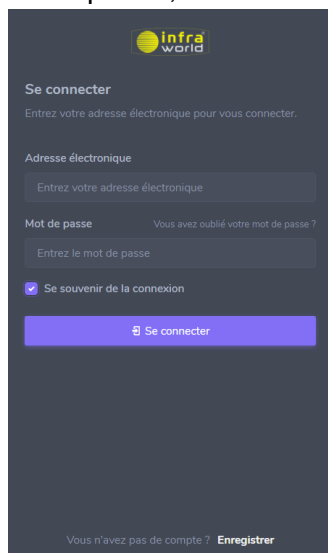 infra
world
Se connecter
Entrez votre adresse électronique pour vous connecter.
Adresse électronique
Entrez votre adresse électronique
Mot de passe
Vous avez oublié votre mot de passe ?
Entrez le mot de passe
Se souvenir de la connexion
Se connecter
Vous n'avez pas de compte ? Enregistrer